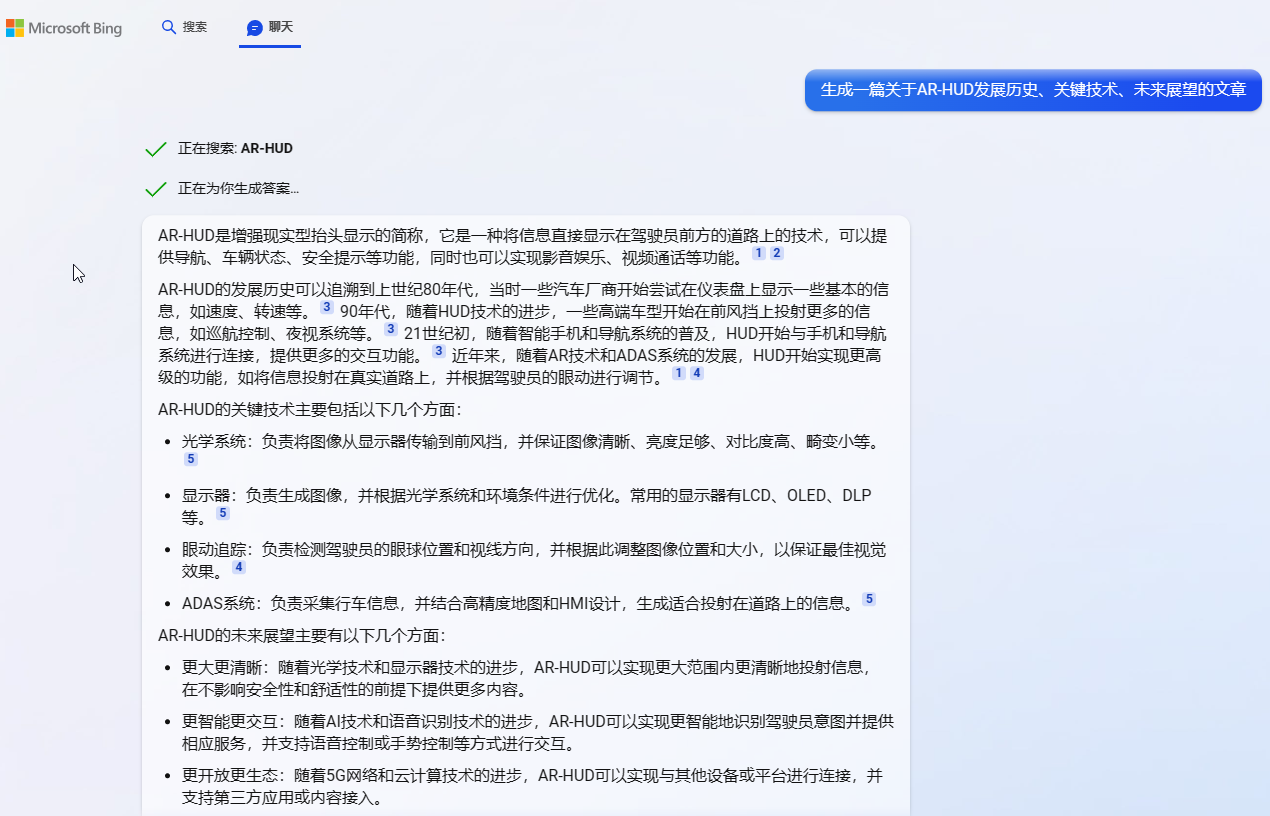 Microsoft Bing
搜索
聊天
生成一篇关于AR-HUD发展历史、关键技术、未来展望的文章
正在搜索: AR-HUD
正在为你生成答案...
AR-HUD是增强现实型抬头显示的简称，它是一种将信息直接显示在驾驶员前方的道路上的技术，可以提
供导航、车辆状态、安全提示等功能，同时也可以实现影音娱乐、视频通话等功能。 1 2
AR-HUD的发展历史可以追溯到上世纪80年代，当时一些汽车厂商开始尝试在仪表盘上显示一些基本的信
息，如速度、转速等。 3 90年代，随着HUD技术的进步，一些高端车型开始在前风挡上投射更多的信
息，如巡航控制、夜视系统等。 3 21世纪初，随着智能手机和导航系统的普及，HUD开始与手机和导航
系统进行连接，提供更多的交互功能。 3 近年来，随着AR技术和ADAS系统的发展，HUD开始实现更高
级的功能，如将信息投射在真实道路上，并根据驾驶员的眼动进行调节。 1 4
AR-HUD的关键技术主要包括以下几个方面：
• 光学系统：负责将图像从显示器传输到前风挡，并保证图像清晰、亮度足够、对比度高、畸变小等。
5
• 显示器：负责生成图像，并根据光学系统和环境条件进行优化。常用的显示器有LCD、OLED、DLP
等。 5
• 眼动追踪：负责检测驾驶员的眼球位置和视线方向，并根据此调整图像位置和大小，以保证最佳视觉
效果。 4
• ADAS系统：负责采集行车信息，并结合高精度地图和HMI设计，生成适合投射在道路上的信息。 5
AR-HUD的未来展望主要有以下几个方面：
• 更大更清晰：随着光学技术和显示器技术的进步，AR-HUD可以实现更大范围内更清晰地投射信息，
在不影响安全性和舒适性的前提下提供更多内容。
• 更智能更交互：随着AI技术和语音识别技术的进步，AR-HUD可以实现更智能地识别驾驶员意图并提供
相应服务，并支持语音控制或手势控制等方式进行交互。
• 更开放更生态：随着5G网络和云计算技术的进步，AR-HUD可以实现与其他设备或平台进行连接，并
支持第三方应用或内容接入。